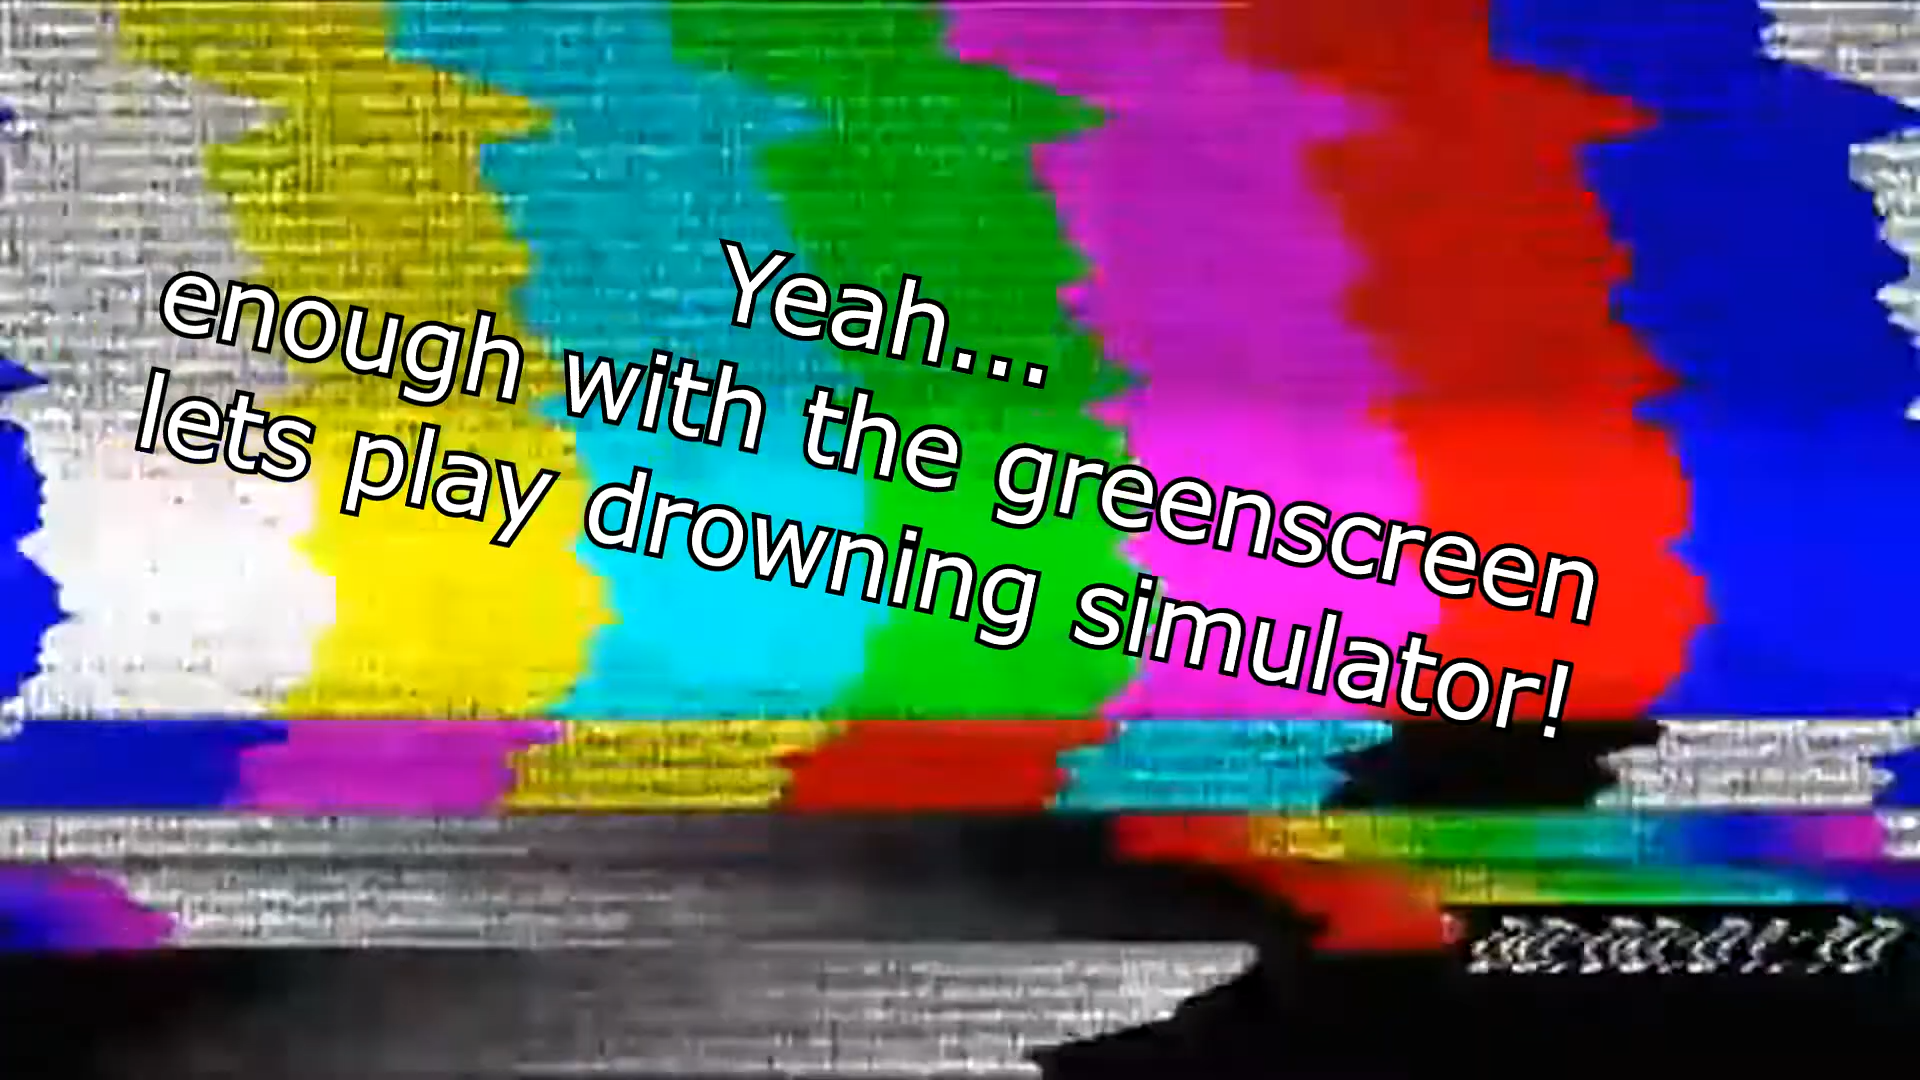 Yeah...
enough with the greenscreen
lets play drowning simulator!